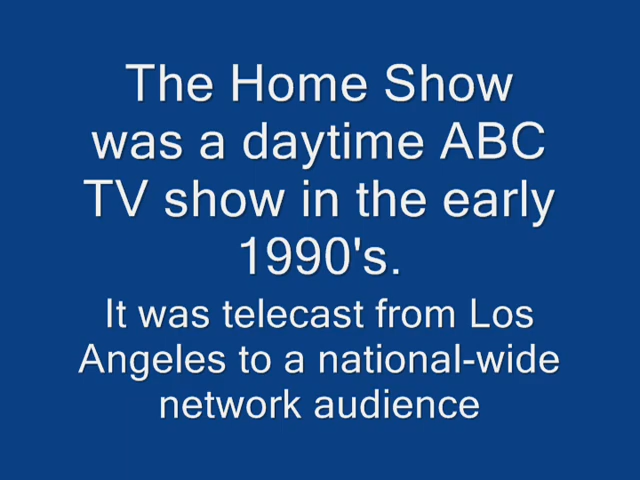 The Home Show
was a daytime ABC
TV show in the early
1990's.
It was telecast from Los
Angeles to a national-wide
network audience